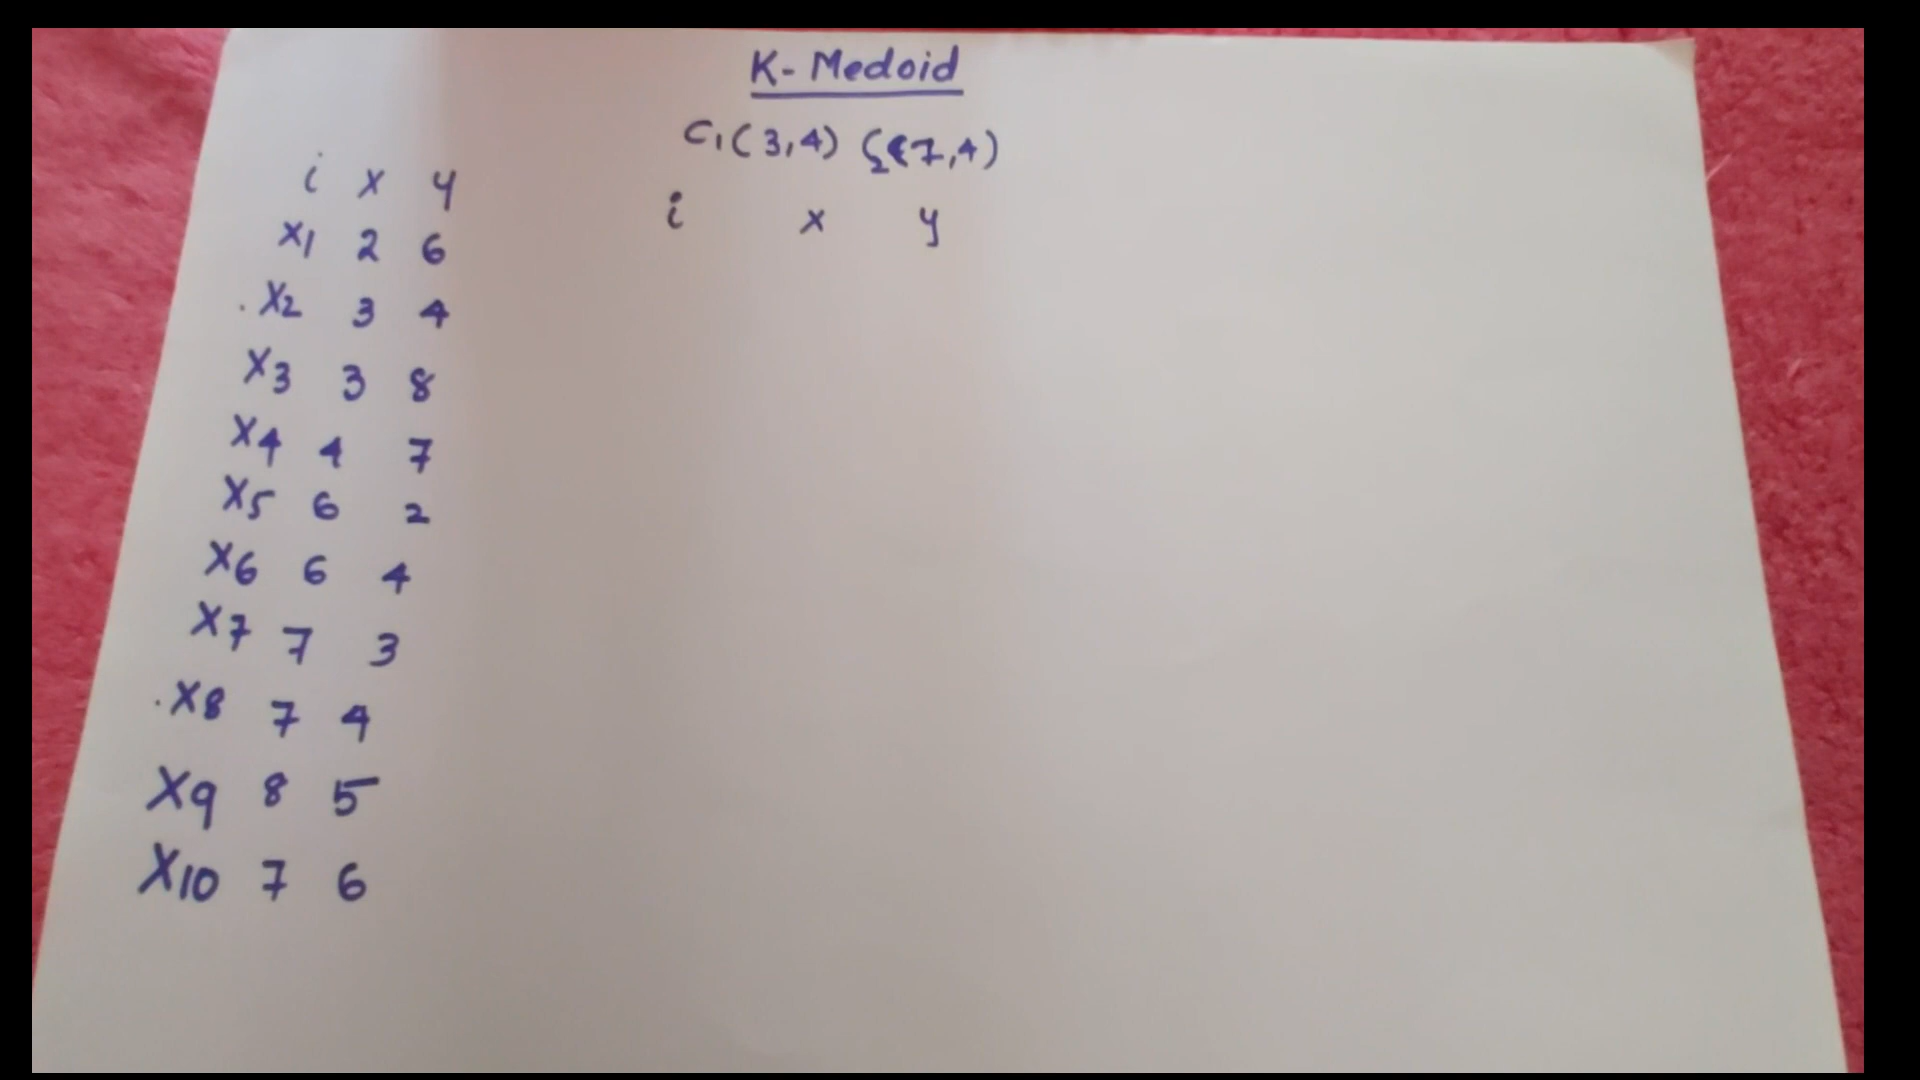 K- Medoid
C1(3,4) C2(7,4)
i x y
i x y
X1 2 6
. X2 3 4
X3 3 8
X4 4 7
X5 6 2
X6 6 4
X7 7 3
. X8 7 4
X9 8 5
X10 7 6